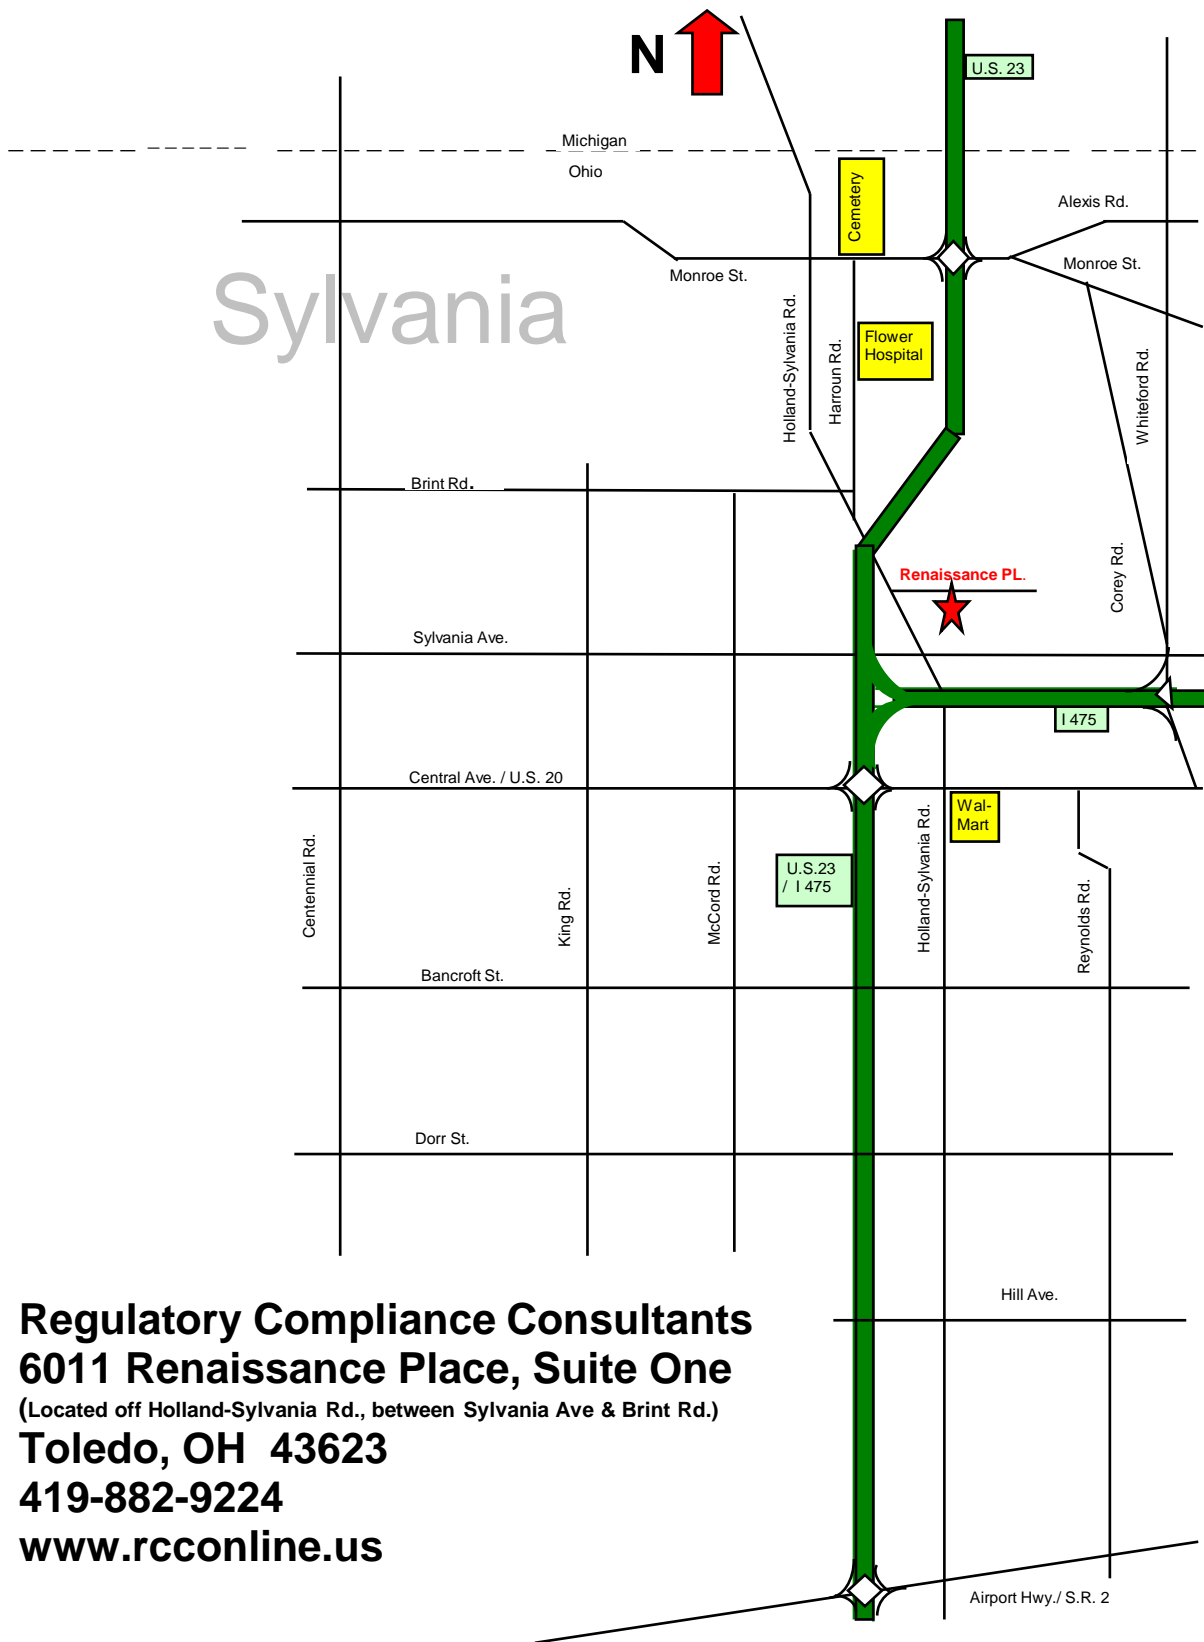 N
U.S. 23
Michigan
Ohio
Cemetery
Alexis Rd.
Monroe St.
Monroe St.
Sylvania
Holland-Sylvania Rd.
Harroun Rd.
Flower
Hospital
Whiteford Rd.
Brint Rd.
Renaissance PL.
Corey Rd.
Sylvania Ave.
I 475
Central Ave. / U.S. 20
Wal-
Mart
Centennial Rd.
King Rd.
McCord Rd.
U.S.23
/ I 475
Holland-Sylvania Rd.
Reynolds Rd.
Bancroft St.
Dorr St.
Hill Ave.
Regulatory Compliance Consultants
6011 Renaissance Place, Suite One
(Located off Holland-Sylvania Rd., between Sylvania Ave & Brint Rd.)
Toledo, OH 43623
419-882-9224
www.rcconline.us
Airport Hwy./ S.R. 2